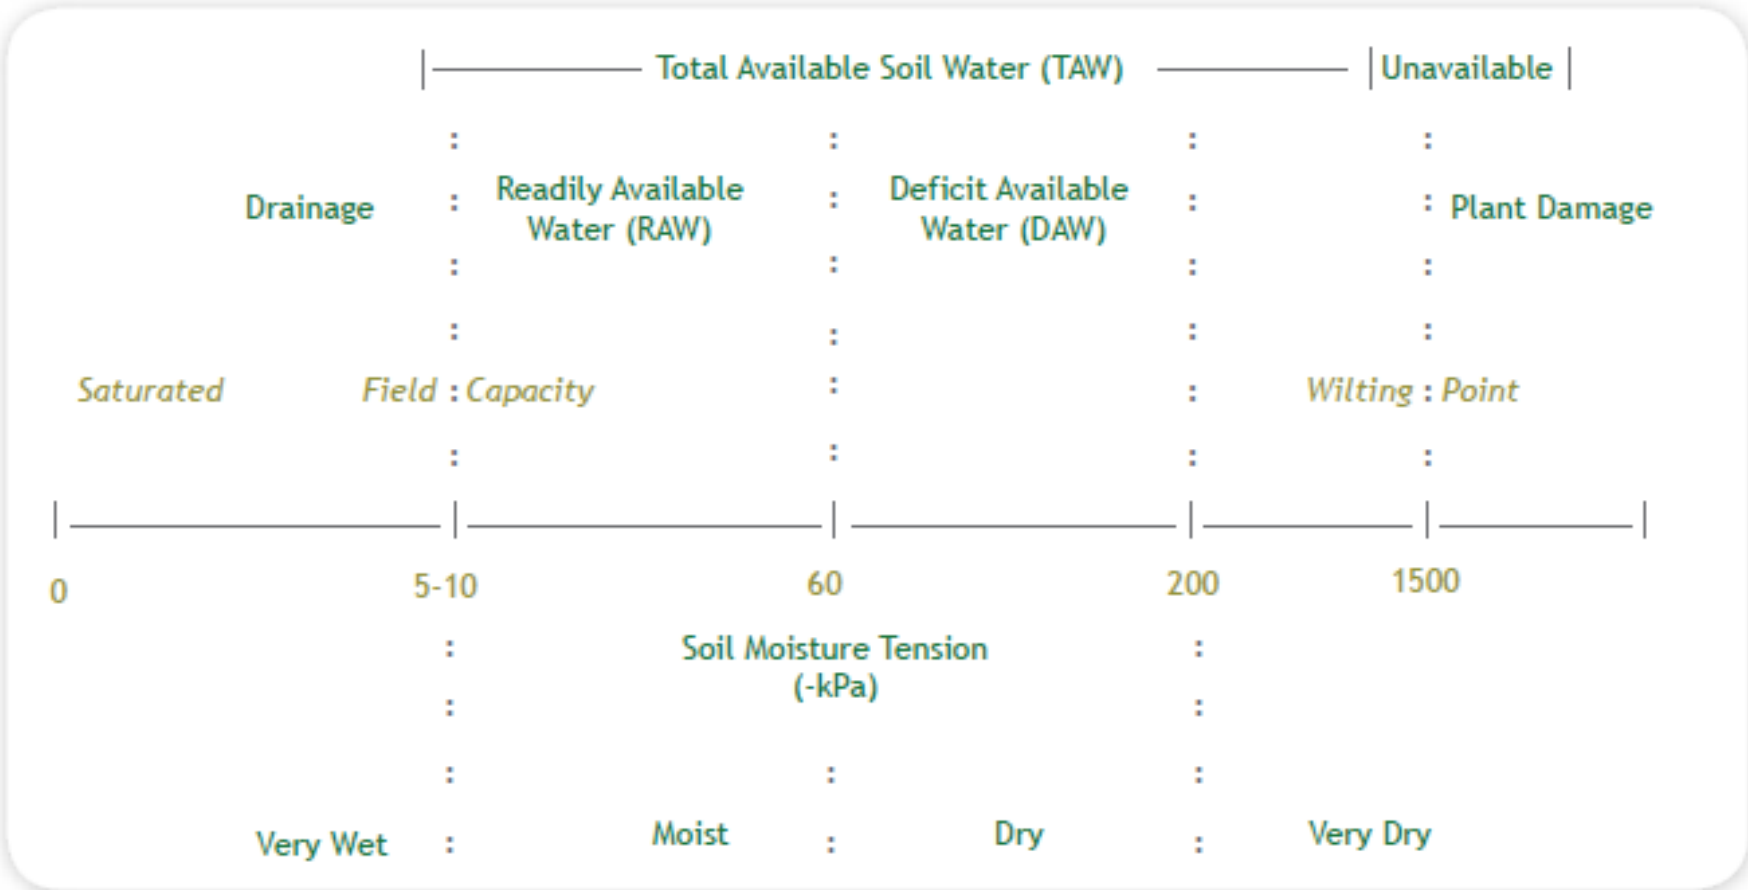 Total Available Soil Water (TAW)
Unavailable
Drainage
Readily Available
Water (RAW)
Deficit Available
Water (DAW)
Plant Damage
Saturated
Field : Capacity
Wilting : Point
0
5-10
60
200
1500
Soil Moisture Tension
(-kPa)
Very Wet
Moist
Dry
Very Dry